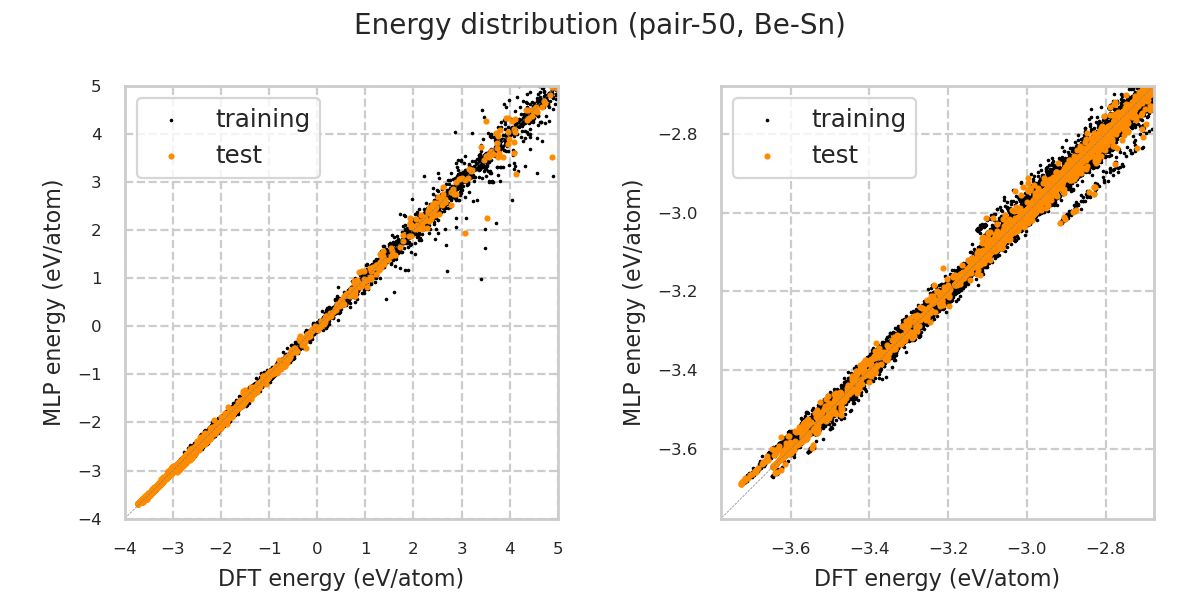 Energy distribution (pair-50, Be-Sn)
training
test
5
4
3
2
1
0
−1
−2
−3
−4
MLP energy (eV/atom)
−4 −3 −2 −1 0 1 2 3 4 5
DFT energy (eV/atom)
training
test
−2.8
−3.0
−3.2
−3.4
−3.6
MLP energy (eV/atom)
−3.6 −3.4 −3.2 −3.0 −2.8
DFT energy (eV/atom)